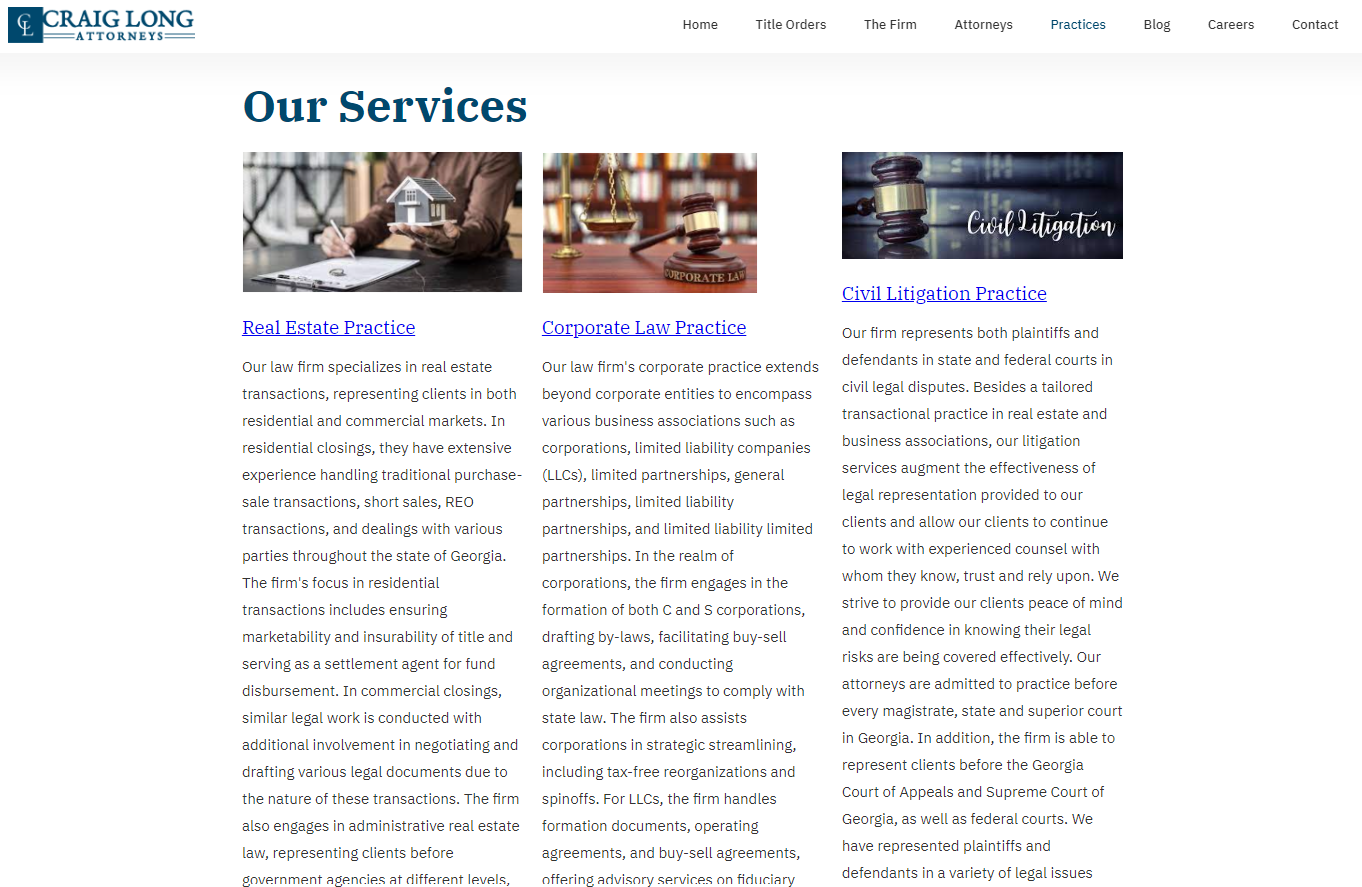 CL CRAIG LONG
ATTORNEYS
Home Title Orders The Firm Attorneys Practices Blog Careers Contact
Our Services
CORPORATE LAW
Civil Litigation
Real Estate Practice
Our law firm specializes in real estate
transactions, representing clients in both
residential and commercial markets. In
residential closings, they have extensive
experience handling traditional purchase-
sale transactions, short sales, REO
transactions, and dealings with various
parties throughout the state of Georgia.
The firm's focus in residential
transactions includes ensuring
marketability and insurability of title and
serving as a settlement agent for fund
disbursement. In commercial closings,
similar legal work is conducted with
additional involvement in negotiating and
drafting various legal documents due to
the nature of these transactions. The firm
also engages in administrative real estate
law, representing clients before
government agencies at different levels,
Corporate Law Practice
Our law firm's corporate practice extends
beyond corporate entities to encompass
various business associations such as
corporations, limited liability companies
(LLCs), limited partnerships, general
partnerships, limited liability
partnerships, and limited liability limited
partnerships. In the realm of
corporations, the firm engages in the
formation of both C and S corporations,
drafting by-laws, facilitating buy-sell
agreements, and conducting
organizational meetings to comply with
state law. The firm also assists
corporations in strategic streamlining,
including tax-free reorganizations and
spinoffs. For LLCs, the firm handles
formation documents, operating
agreements, and buy-sell agreements,
offering advisory services on fiduciary
Civil Litigation Practice
Our firm represents both plaintiffs and
defendants in state and federal courts in
civil legal disputes. Besides a tailored
transactional practice in real estate and
business associations, our litigation
services augment the effectiveness of
legal representation provided to our
clients and allow our clients to continue
to work with experienced counsel with
whom they know, trust and rely upon. We
strive to provide our clients peace of mind
and confidence in knowing their legal
risks are being covered effectively. Our
attorneys are admitted to practice before
every magistrate, state and superior court
in Georgia. In addition, the firm is able to
represent clients before the Georgia
Court of Appeals and Supreme Court of
Georgia, as well as federal courts. We
have represented plaintiffs and
defendants in a variety of legal issues